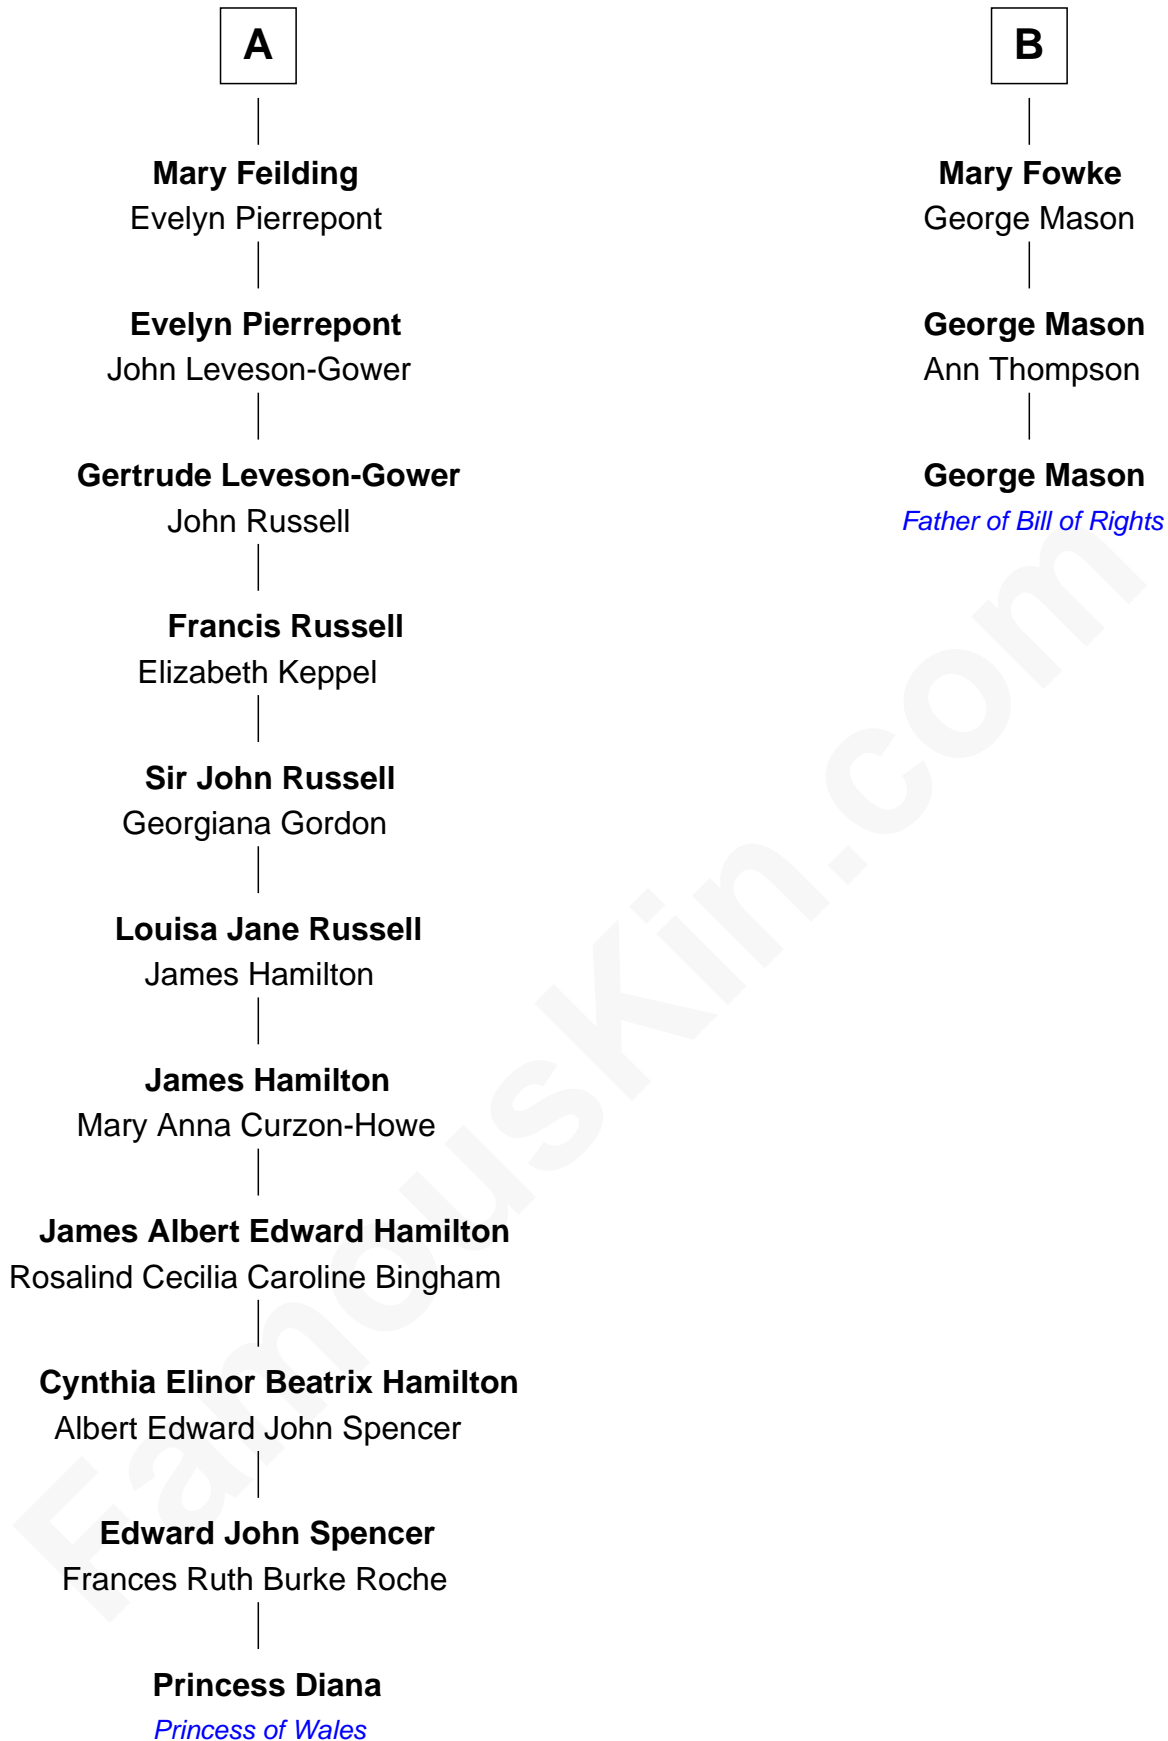 A
Mary Feilding
Evelyn Pierrepont
Evelyn Pierrepont
John Leveson-Gower
Gertrude Leveson-Gower
John Russell
Francis Russell
Elizabeth Keppel
Sir John Russell
Georgiana Gordon
Louisa Jane Russell
James Hamilton
James Hamilton
Mary Anna Curzon-Howe
James Albert Edward Hamilton
Rosalind Cecilia Caroline Bingham
Cynthia Elinor Beatrix Hamilton
Albert Edward John Spencer
Edward John Spencer
Frances Ruth Burke Roche
Princess Diana
Princess of Wales
B
Mary Fowke
George Mason
George Mason
Ann Thompson
George Mason
Father of Bill of Rights
FamousKin.com